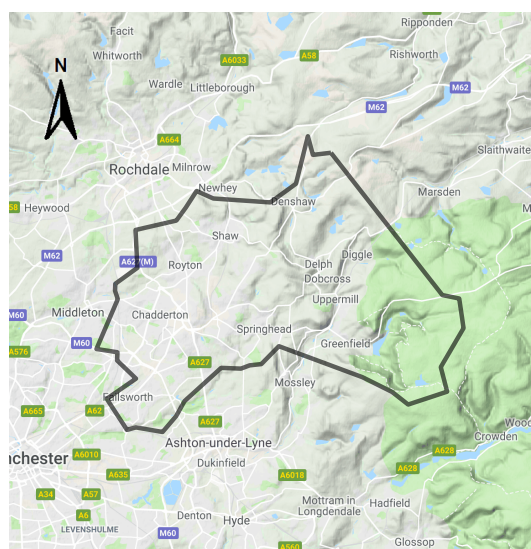 Ripponden
Facit
A58
Whitworth
A6033
Rishworth
Wardle
Littleborough
M62
N
M62
A664
Slaithwaite
Rochdale
Milnrow
Newhey
Marsden
58
Heywood
Denshaw
Shaw
M62
A627(M)
Royton
Delph
Diggle
Dobcross
Uppermill
M60
Middleton
Chadderton
Springhead
M60
Greenfield
A576
A627
Mossley
Failsworth
A665
A62
A627
Woo
Crowden
Ashton-under-Lyne
A628
nchester
A6010
Dukinfield
A628
A635
A6018
A34
A57
Mottram in
Longdendale
Hadfield
A6
Denton
LEVENSHULME
M60
Hyde
A560
Glossop